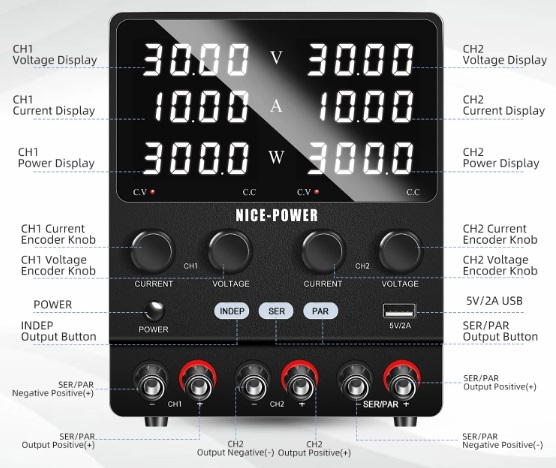 CH1
Voltage Display
30.00 V 30.00
CH2
Voltage Display
CH1
Current Display
10.00 A 10.00
CH2
Current Display
CH1
Power Display
300.0 W 300.0
CH2
Power Display
C.V C.C C.V C.C
NICE-POWER
CH1 Current
Encoder Knob
CH2 Current
Encoder Knob
CH1 Voltage
Encoder Knob
CH1
CH2
CH2 Voltage
Encoder Knob
CURRENT VOLTAGE CURRENT VOLTAGE
POWER
INDEP SER PAR
5V/2A USB
POWER
5V/2A
INDEP
Output Button
SER/PAR
Output Button
SER/PAR
Negative Positive(+)
− CH1 + − CH2 + − SER/PAR +
SER/PAR
Output Positive(+)
SER/PAR
Output Positive(+)
CH2
Output Negative(-)
CH2
Output Positive(+)
SER/PAR
Negative Positive(-)